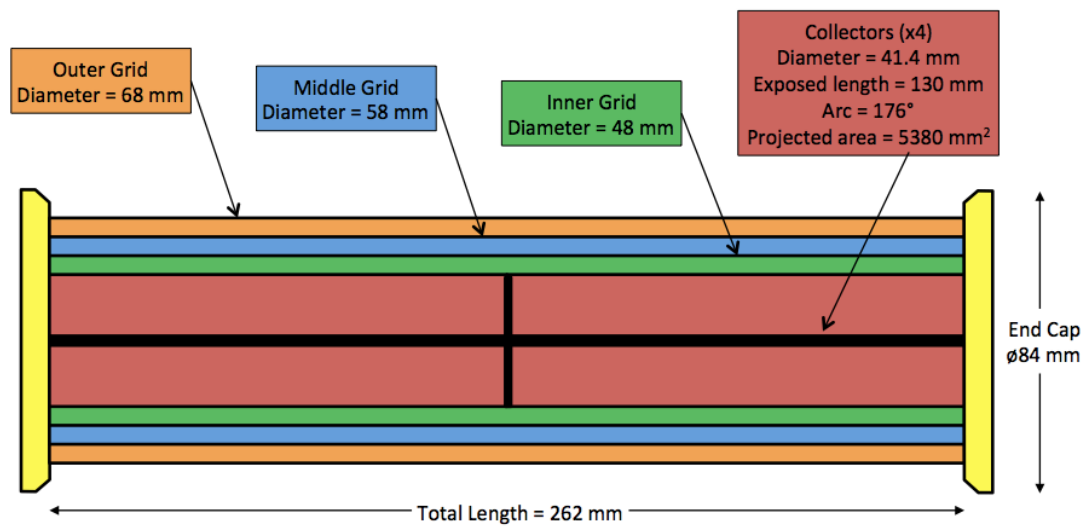 Outer Grid
Diameter = 68 mm
Middle Grid
Diameter = 58 mm
Inner Grid
Diameter = 48 mm
Collectors (x4)
Diameter = 41.4 mm
Exposed length = 130 mm
Arc = 176°
Projected area = 5380 mm²
End Cap
ø84 mm
Total Length = 262 mm